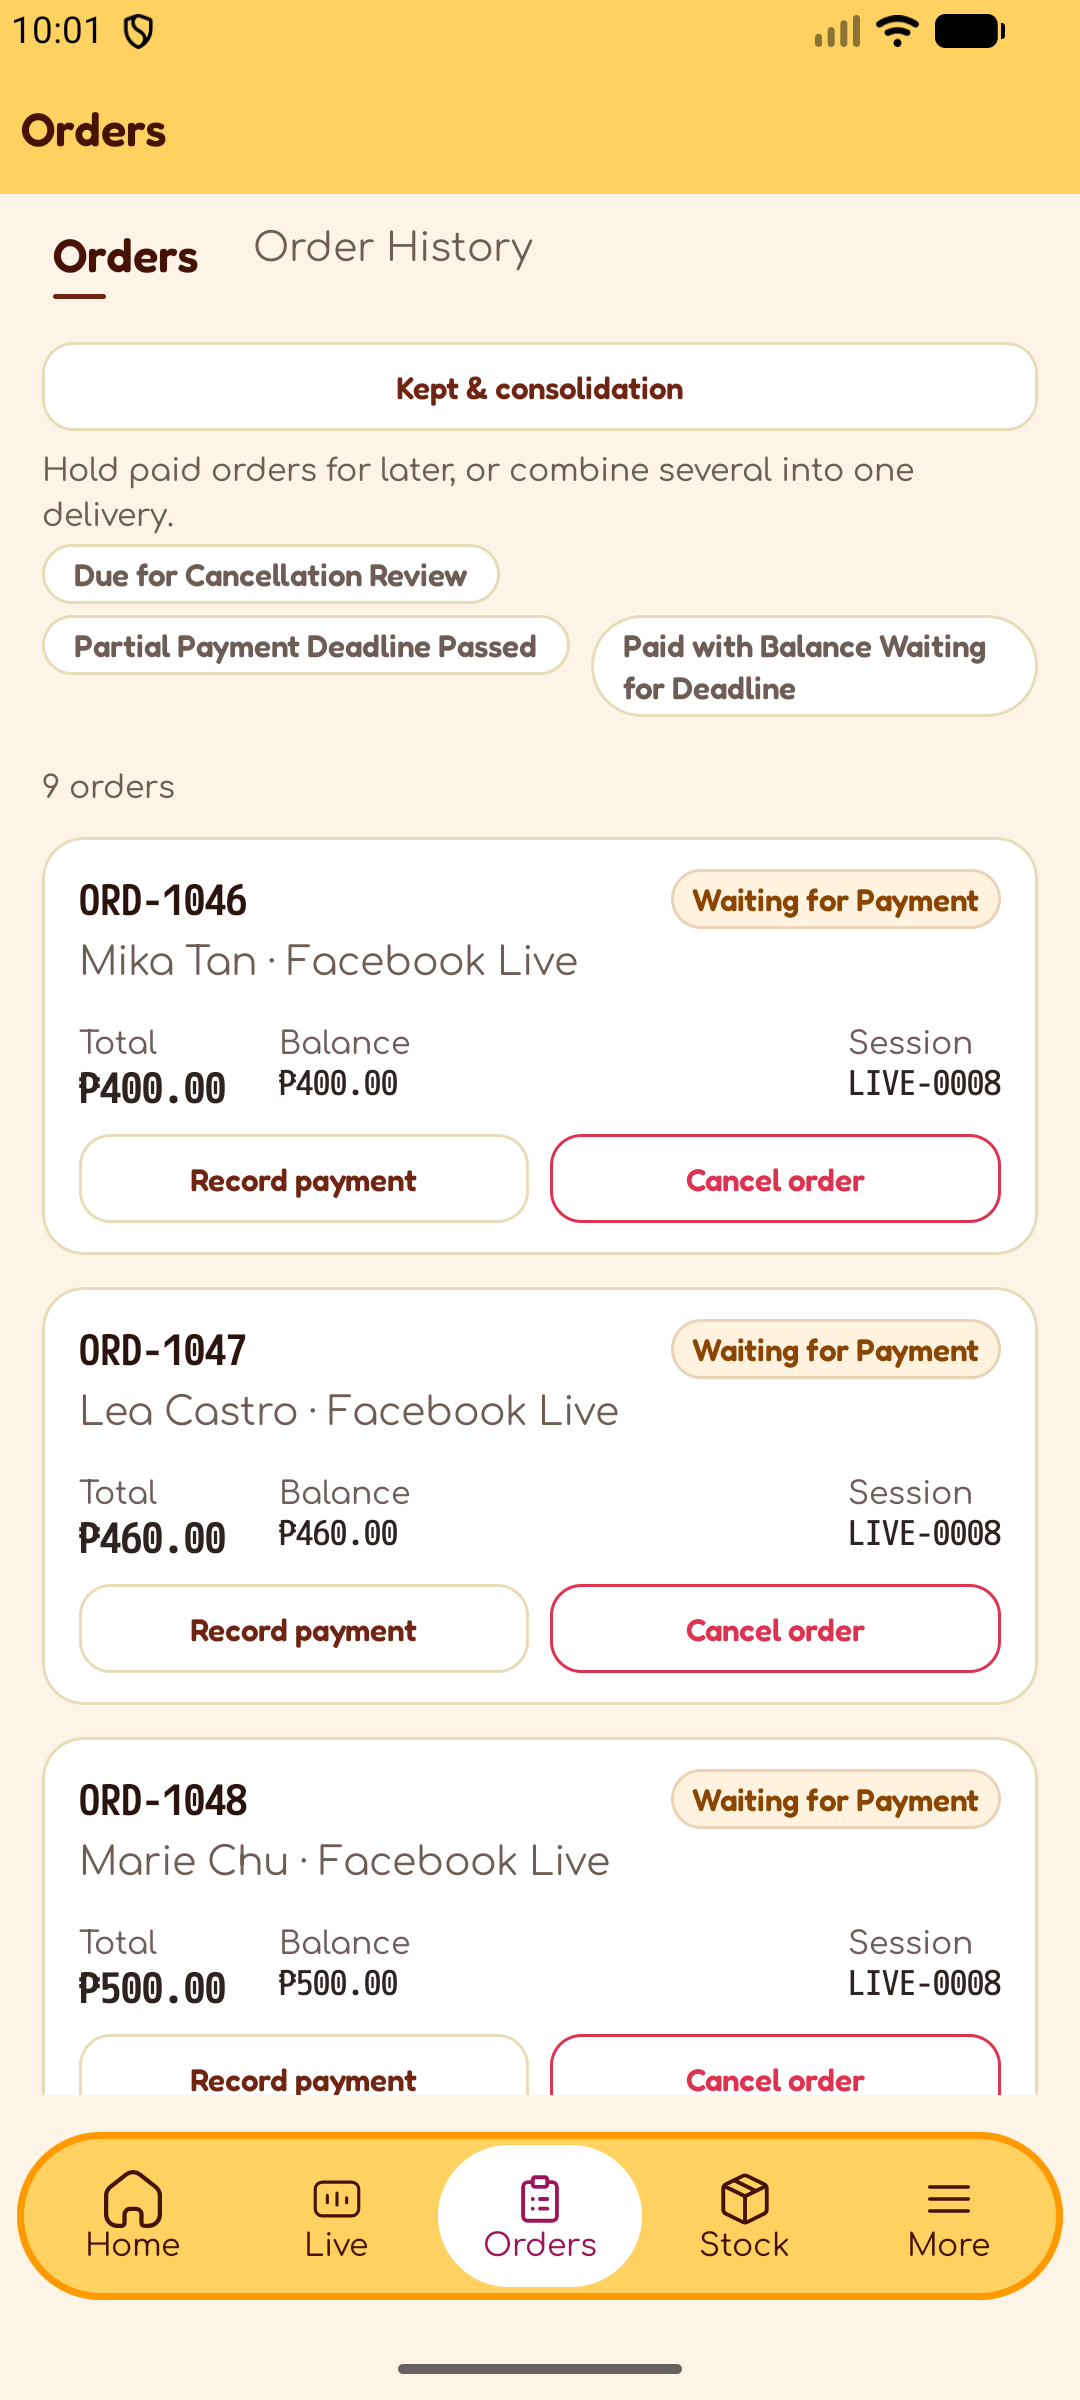 10:01
Orders
Orders
Order History
Kept & consolidation
Hold paid orders for later, or combine several into one
delivery.
Due for Cancellation Review
Partial Payment Deadline Passed
Paid with Balance Waiting
for Deadline
9 orders
ORD-1046
Waiting for Payment
Mika Tan · Facebook Live
Total
Balance
Session
₱400.00
₱400.00
LIVE-0008
Record payment
Cancel order
ORD-1047
Waiting for Payment
Lea Castro · Facebook Live
Total
Balance
Session
₱460.00
₱460.00
LIVE-0008
Record payment
Cancel order
ORD-1048
Waiting for Payment
Marie Chu · Facebook Live
Total
Balance
Session
₱500.00
₱500.00
LIVE-0008
Record payment
Cancel order
Home
Live
Orders
Stock
More